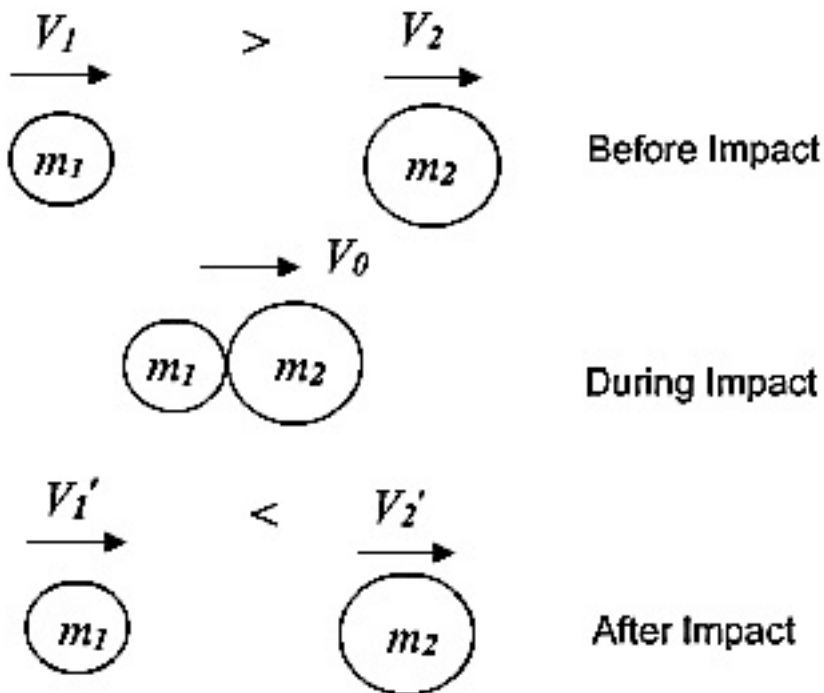 V1 > V2
m1 m2 Before Impact
V0
m1 m2 During Impact
V1' < V2'
m1 m2 After Impact